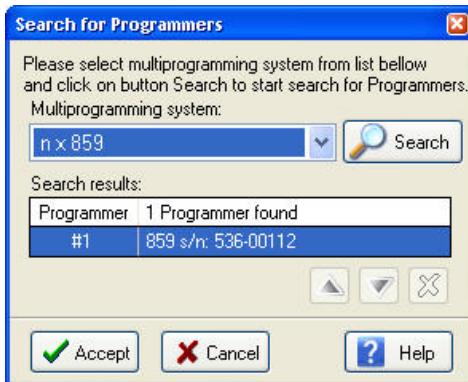 Search for Programmers
Please select multiprogramming system from list bellow
and click on button Search to start search for Programmers.
Multiprogramming system:
n x 859
Search
Search results:
Programmer 1 Programmer found
#1 859 s/n: 536-00112
Accept
Cancel
? Help